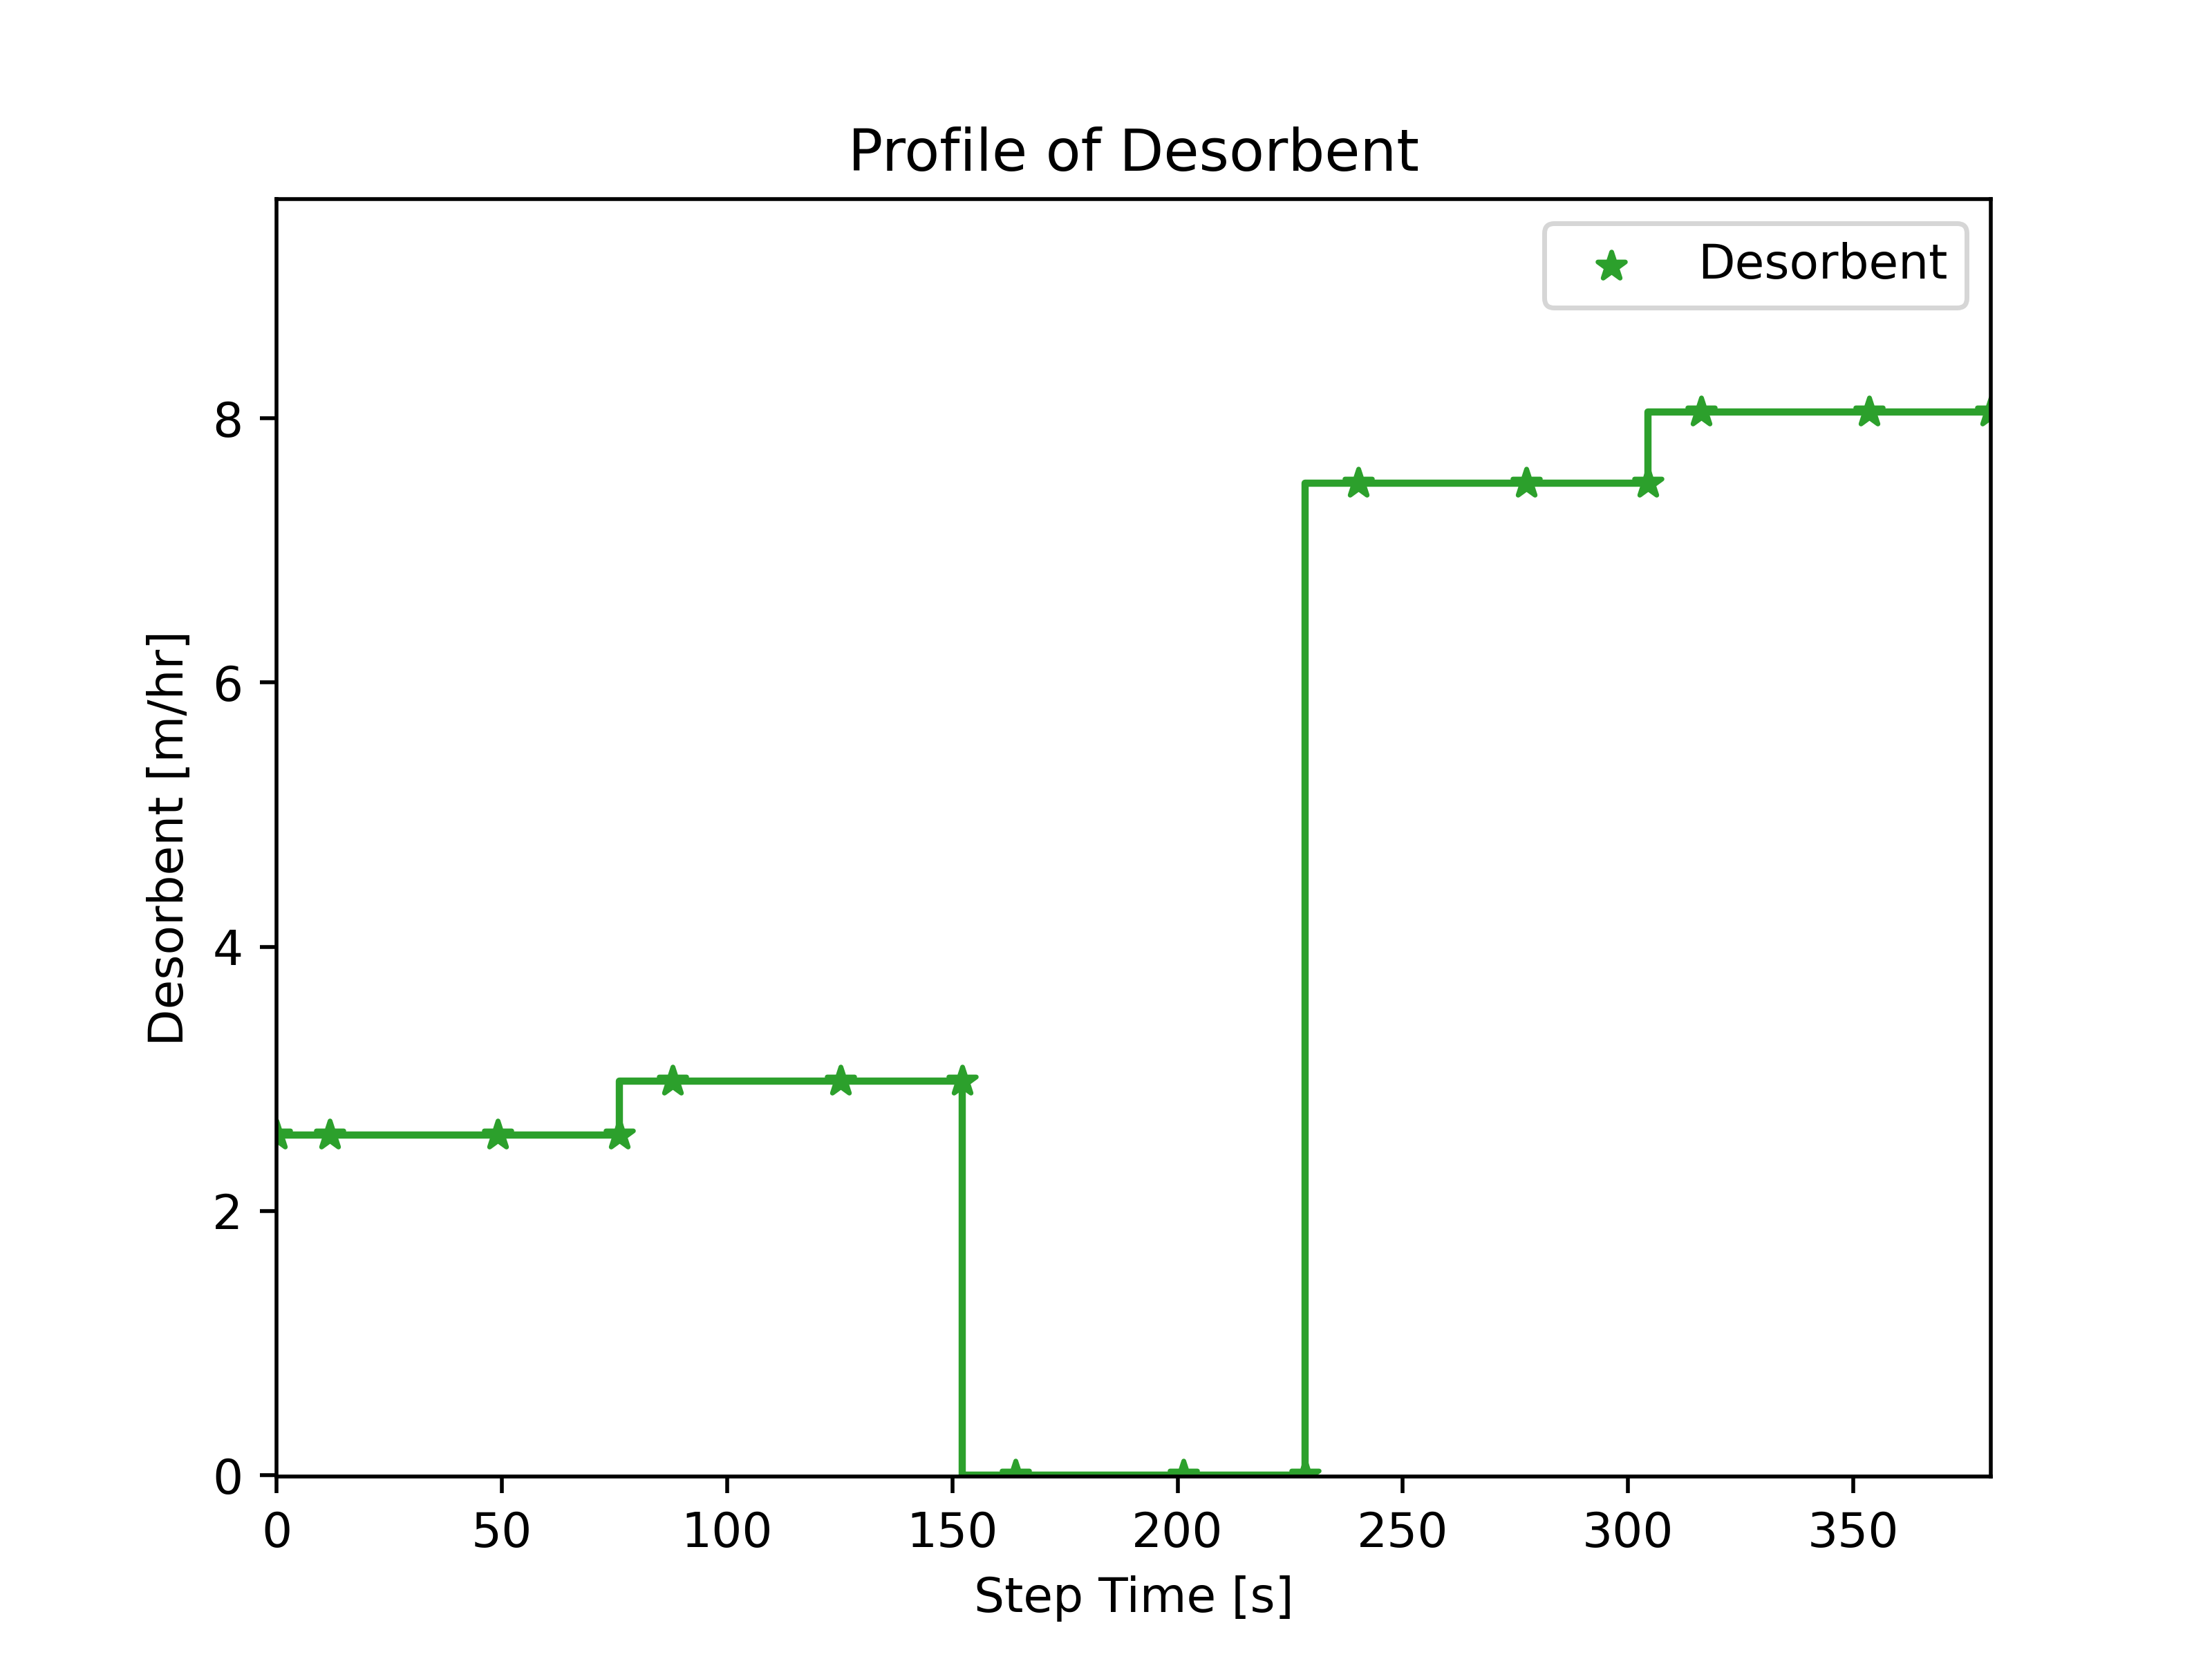 Profile of Desorbent
Desorbent
Desorbent [m/hr]
8
6
4
2
0
0 50 100 150 200 250 300 350
Step Time [s]